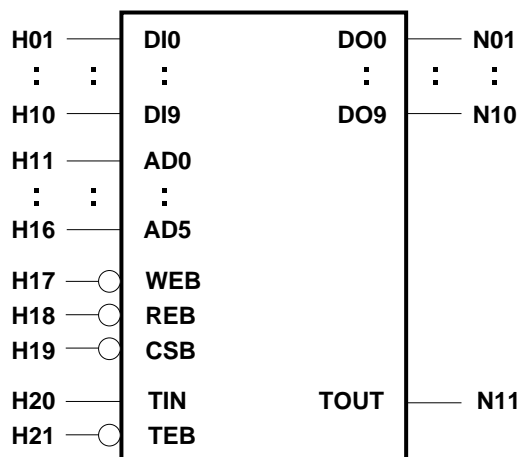 H01 DI0 DO0 N01
: : : : : :
H10 DI9 DO9 N10
H11 AD0
: : :
H16 AD5
H17 WEB
H18 REB
H19 CSB
H20 TIN TOUT N11
H21 TEB